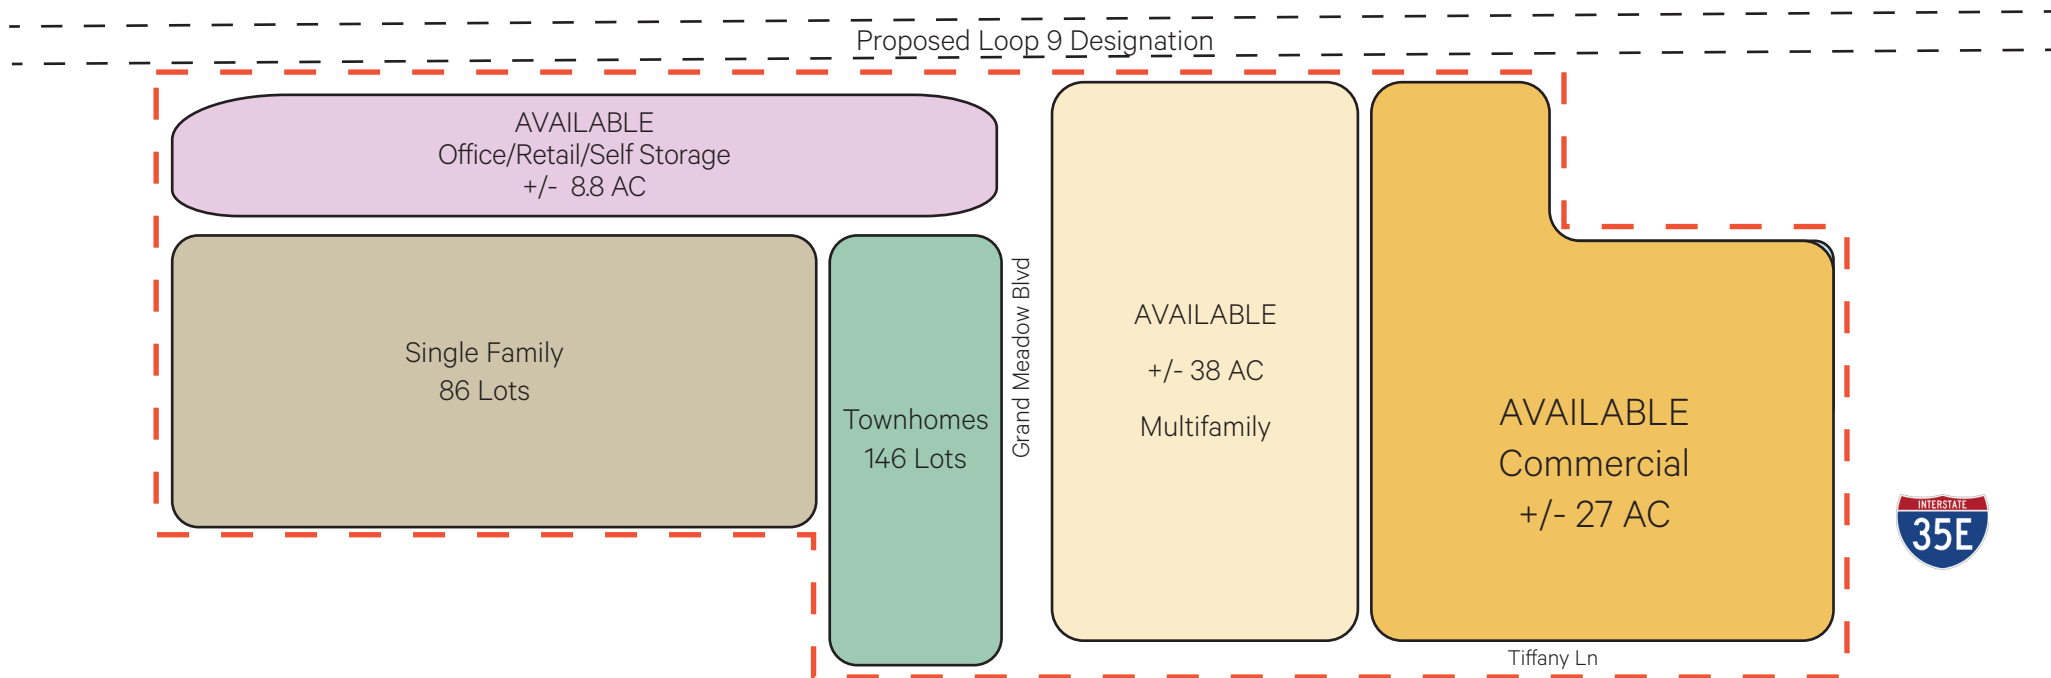 Proposed Loop 9 Designation
AVAILABLE
Office/Retail/Self Storage
+/- 8.8 AC
Single Family
86 Lots
Townhomes
146 Lots
Grand Meadow Blvd
AVAILABLE
+/- 38 AC
Multifamily
AVAILABLE
Commercial
+/- 27 AC
INTERSTATE
35E
Tiffany Ln